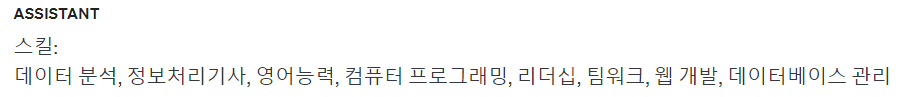 ASSISTANT
스킬:
데이터 분석, 정보처리기사, 영어능력, 컴퓨터 프로그래밍, 리더십, 팀워크, 웹 개발, 데이터베이스 관리